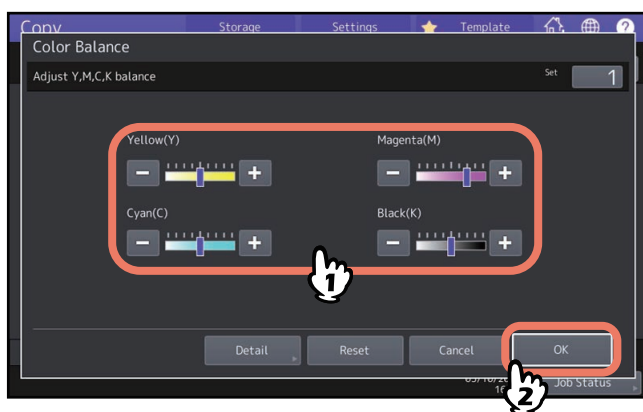 Copy Storage Settings Template ?
Color Balance
Adjust Y,M,C,K balance Set 1
Yellow(Y) Magenta(M)
− + − +
Cyan(C) Black(K)
− + − +
1
Detail Reset Cancel OK
Job Status
2